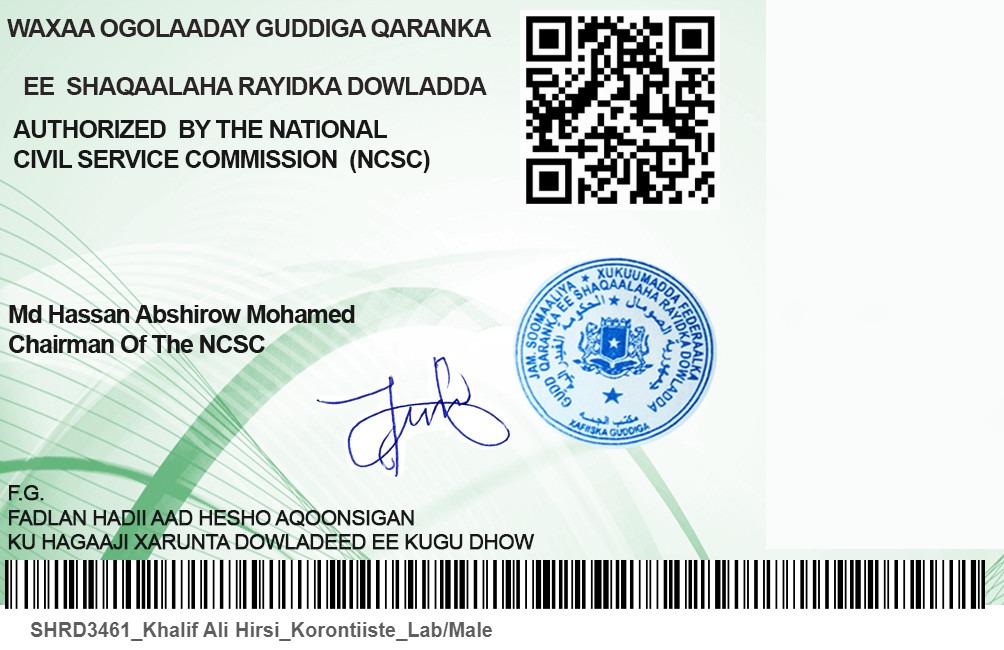 WAXAA OGOLAADAY GUDDIGA QARANKA
EE SHAQAALAHA RAYIDKA DOWLADDA
AUTHORIZED BY THE NATIONAL
CIVIL SERVICE COMMISSION (NCSC)
JAM. SOOMAALIYA ★ XUKUUMADDA FEDERAALKA
GUDD QARANKA EE SHAQAALAHA RAYIDKA DOWLADDA
مكتب الجنة
XAFIISKA GUDDIGA
Md Hassan Abshirow Mohamed
Chairman Of The NCSC
F.G.
FADLAN HADII AAD HESHO AQOONSIGAN
KU HAGAAJI XARUNTA DOWLADEED EE KUGU DHOW
SHRD3461_Khalif Ali Hirsi_Korontiiste_Lab/Male